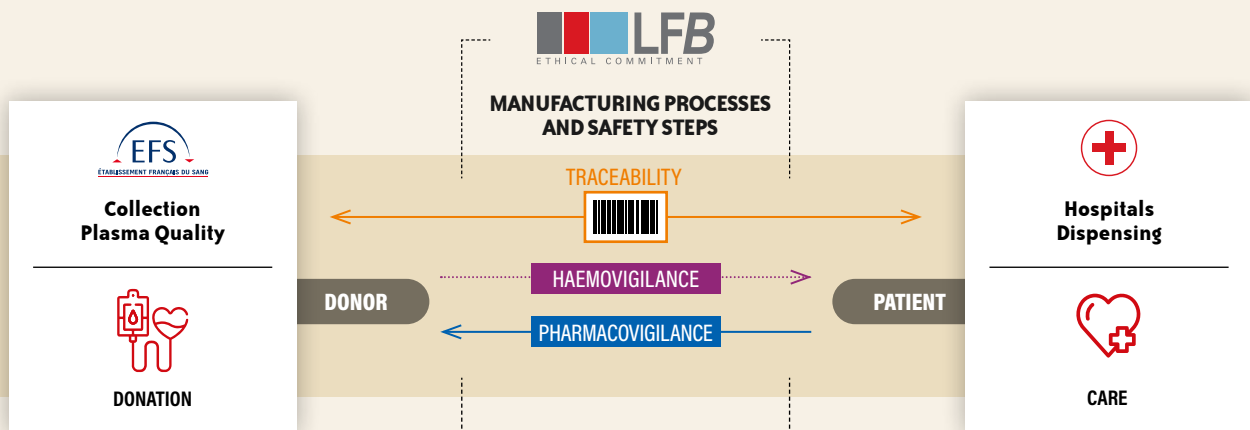 LFB
ETHICAL COMMITMENT
MANUFACTURING PROCESSES
AND SAFETY STEPS
EFS
ÉTABLISSEMENT FRANÇAIS DU SANG
Collection
Plasma Quality
DONATION
TRACEABILITY
HAEMOVIGILANCE
DONOR
PATIENT
PHARMACOVIGILANCE
Hospitals
Dispensing
CARE